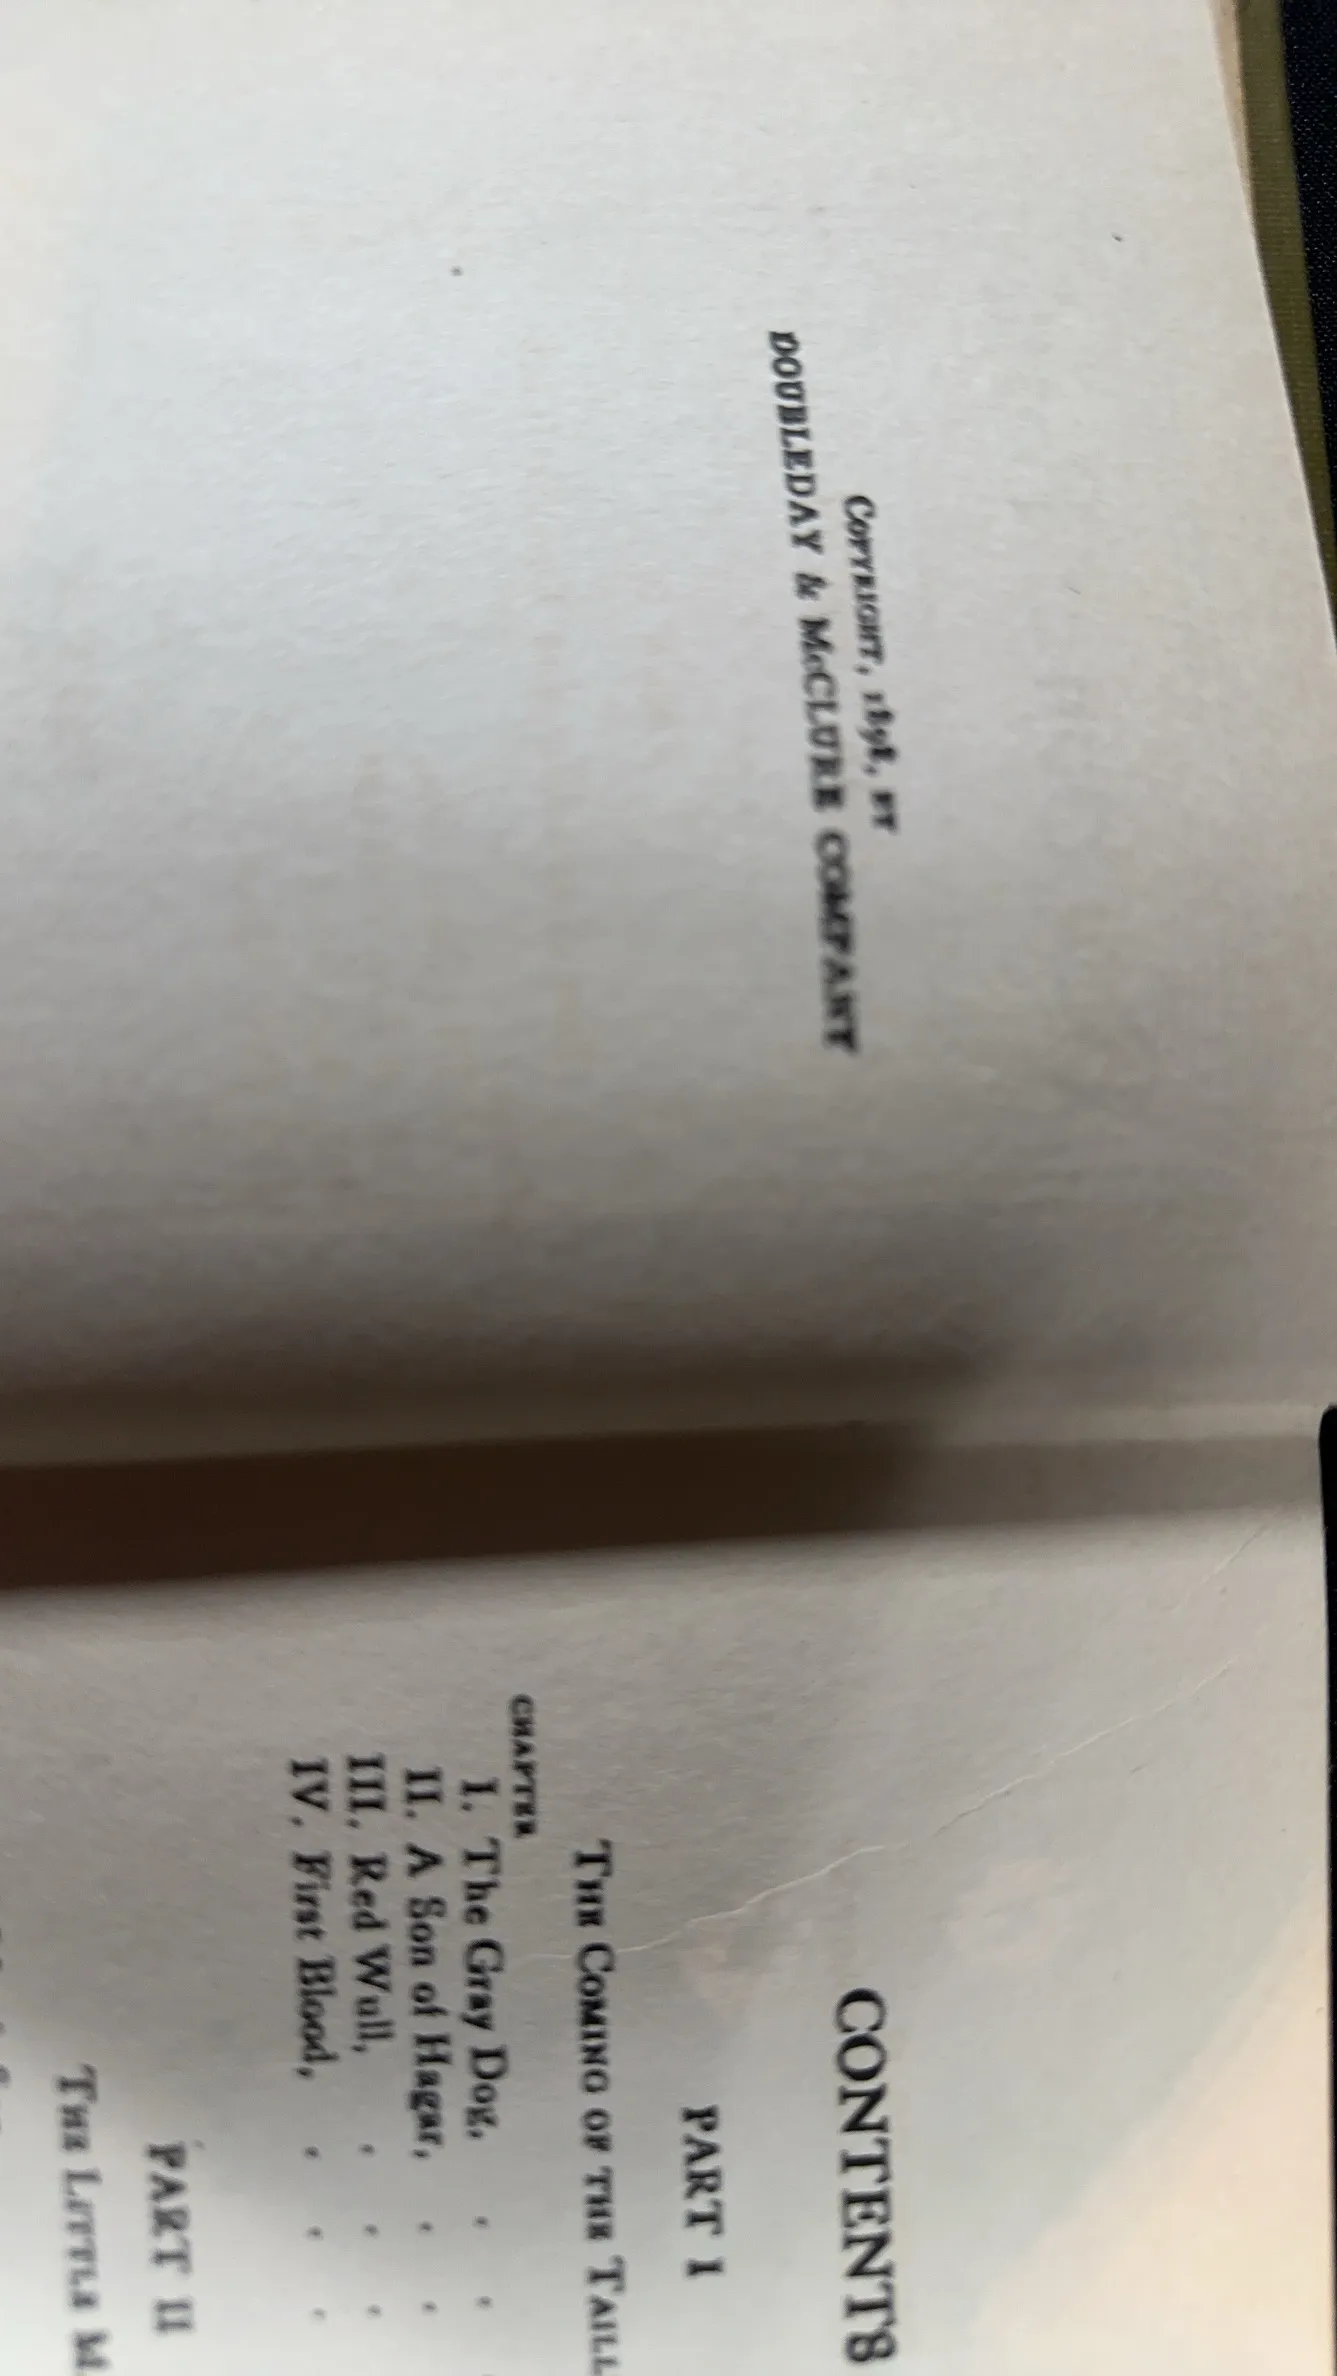 COPYRIGHT, 1898, BY
DOUBLEDAY & McCLURE COMPANY
CONTENTS
PART I
THE COMING OF THE TAILL
CHAPTER
I. The Gray Dog, . .
II. A Son of Hagar, . .
III. Red Wull, . . .
IV. First Blood, . . .
PART II
THE LITTLE M